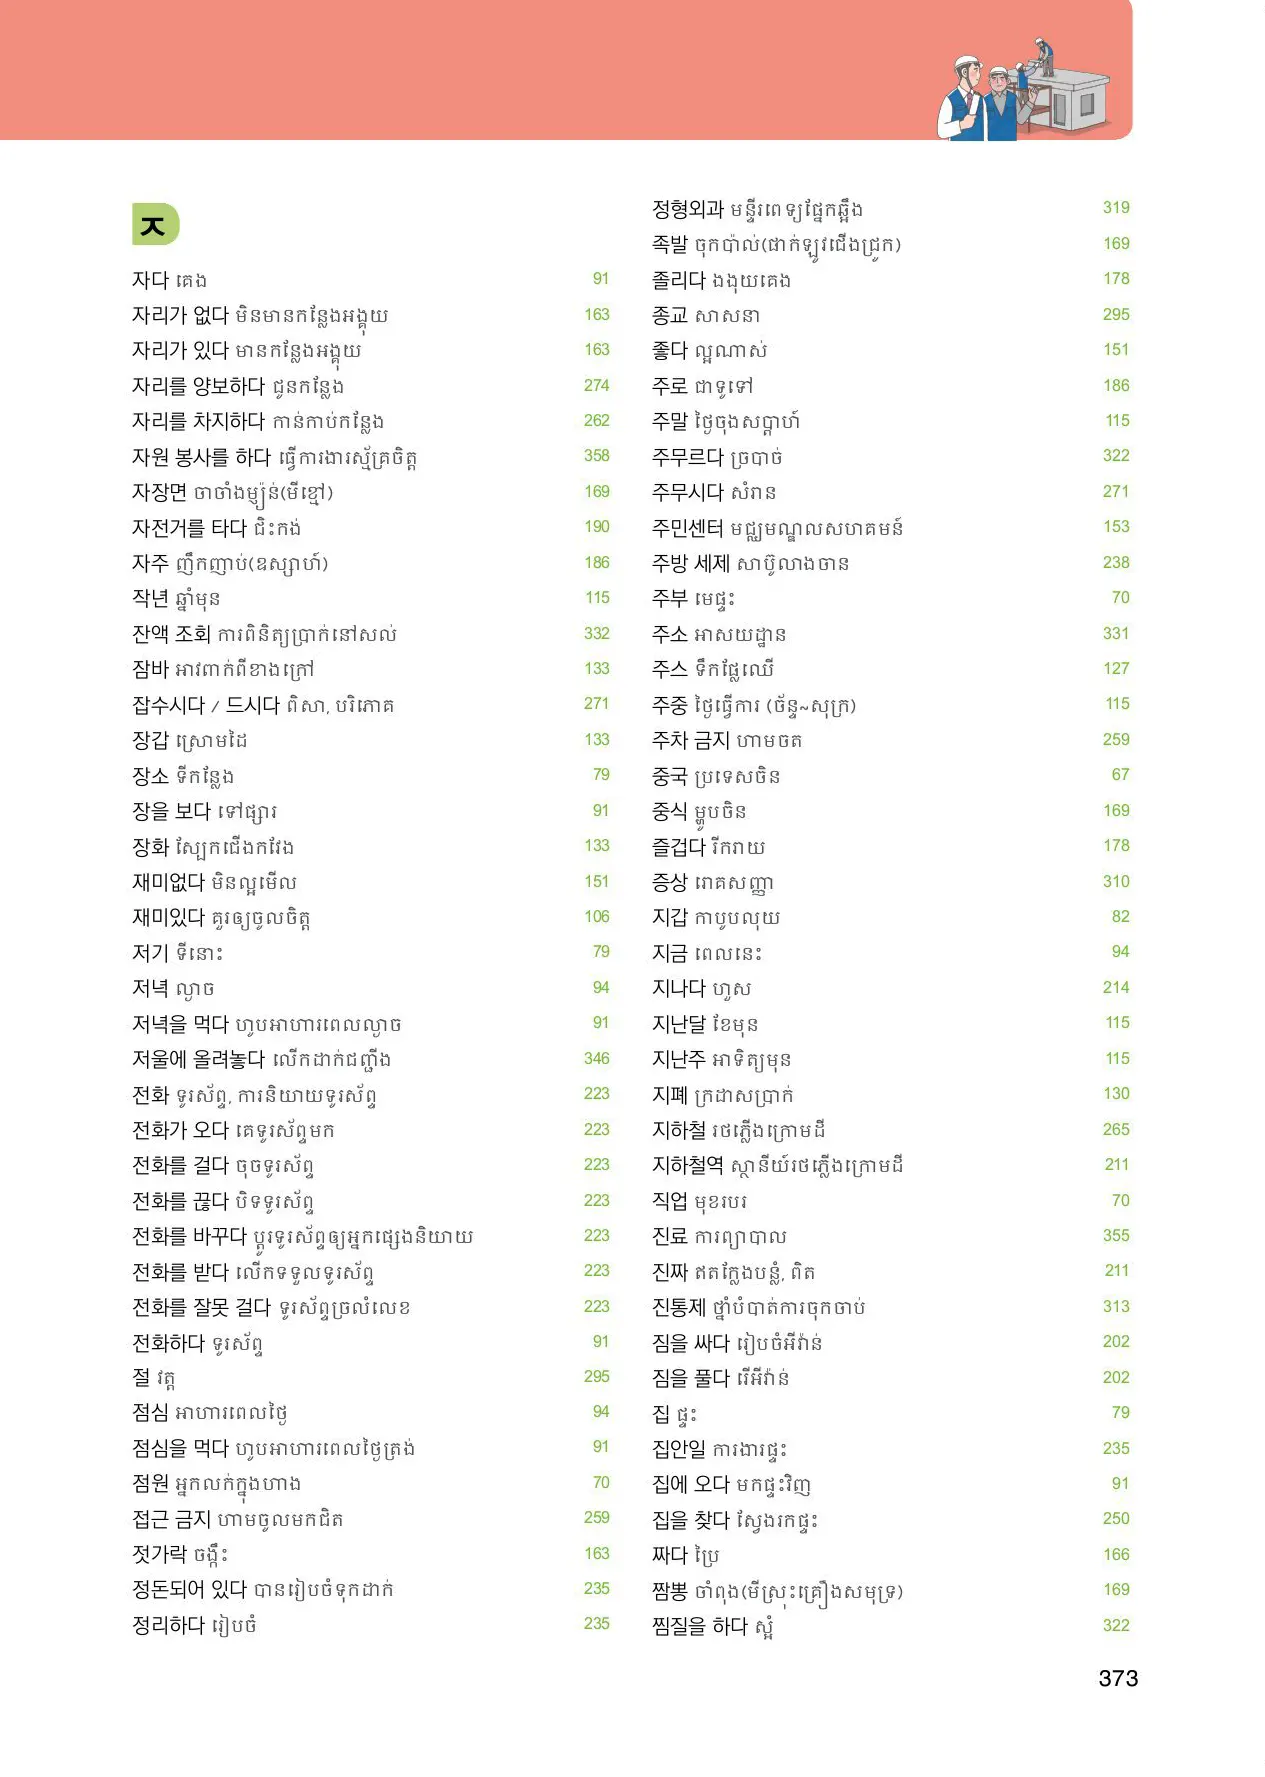 ㅈ
자다 គេង 91
자리가 없다 មិនមានកន្លែងអង្គុយ 163
자리가 있다 មានកន្លែងអង្គុយ 163
자리를 양보하다 ជូនកន្លែង 274
자리를 차지하다 កាន់កាប់កន្លែង 262
자원 봉사를 하다 ធ្វើការងារស្ម័គ្រចិត្ត 358
자장면 ចាចាំងម្យ៉ុន(មីខ្មៅ) 169
자전거를 타다 ជិះកង់ 190
자주 ញឹកញាប់(ឧស្សាហ៍) 186
작년 ឆ្នាំមុន 115
잔액 조회 ការពិនិត្យប្រាក់នៅសល់ 332
잠바 អាវពាក់ពីខាងក្រៅ 133
잡수시다 / 드시다 ពិសា, បរិភោគ 271
장갑 ស្រោមដៃ 133
장소 ទីកន្លែង 79
장을 보다 ទៅផ្សារ 91
장화 ស្បែកជើងកវែង 133
재미없다 មិនល្អមើល 151
재미있다 គួរឲ្យចូលចិត្ត 106
저기 ទីនោះ 79
저녁 ល្ងាច 94
저녁을 먹다 ហូបអាហារពេលល្ងាច 91
저울에 올려놓다 លើកដាក់ជញ្ជីង 346
전화 ទូរស័ព្ទ, ការនិយាយទូរស័ព្ទ 223
전화가 오다 គេទូរស័ព្ទមក 223
전화를 걸다 ចុចទូរស័ព្ទ 223
전화를 끊다 បិទទូរស័ព្ទ 223
전화를 바꾸다 ប្តូរទូរស័ព្ទឲ្យអ្នកផ្សេងនិយាយ 223
전화를 받다 លើកទទួលទូរស័ព្ទ 223
전화를 잘못 걸다 ទូរស័ព្ទច្រលំលេខ 223
전화하다 ទូរស័ព្ទ 91
절 វត្ត 295
점심 អាហារពេលថ្ងៃ 94
점심을 먹다 ហូបអាហារពេលថ្ងៃត្រង់ 91
점원 អ្នកលក់ក្នុងហាង 70
접근 금지 ហាមចូលមកជិត 259
젓가락 ចង្កឹះ 163
정돈되어 있다 បានរៀបចំទុកដាក់ 235
정리하다 រៀបចំ 235
정형외과 មន្ទីរពេទ្យផ្នែកឆ្អឹង 319
족발 ចុកប៉ាល់(ផាក់ឡូវជើងជ្រូក) 169
졸리다 ងងុយគេង 178
종교 សាសនា 295
좋다 ល្អណាស់ 151
주로 ជាទូទៅ 186
주말 ថ្ងៃចុងសប្តាហ៍ 115
주무르다 ច្របាច់ 322
주무시다 សំរាន 271
주민센터 មជ្ឈមណ្ឌលសហគមន៍ 153
주방 세제 សាប៊ូលាងចាន 238
주부 មេផ្ទះ 70
주소 អាសយដ្ឋាន 331
주스 ទឹកផ្លែឈើ 127
주중 ថ្ងៃធ្វើការ (ច័ន្ទ~សុក្រ) 115
주차 금지 ហាមចត 259
중국 ប្រទេសចិន 67
중식 ម្ហូបចិន 169
즐겁다 រីករាយ 178
증상 រោគសញ្ញា 310
지갑 កាបូបលុយ 82
지금 ពេលនេះ 94
지나다 ហួស 214
지난달 ខែមុន 115
지난주 អាទិត្យមុន 115
지폐 ក្រដាសប្រាក់ 130
지하철 រថភ្លើងក្រោមដី 265
지하철역 ស្ថានីយ៍រថភ្លើងក្រោមដី 211
직업 មុខរបរ 70
진료 ការព្យាបាល 355
진짜 ឥតក្លែងបន្លំ, ពិត 211
진통제 ថ្នាំបំបាត់ការចុកចាប់ 313
짐을 싸다 រៀបចំអីវ៉ាន់ 202
짐을 풀다 រើអីវ៉ាន់ 202
집 ផ្ទះ 79
집안일 ការងារផ្ទះ 235
집에 오다 មកផ្ទះវិញ 91
집을 찾다 ស្វែងរកផ្ទះ 250
짜다 ប្រៃ 166
짬뽕 ចាំពុង(មីស្រុះគ្រឿងសមុទ្រ) 169
찜질을 하다 ស្អំ 322
373